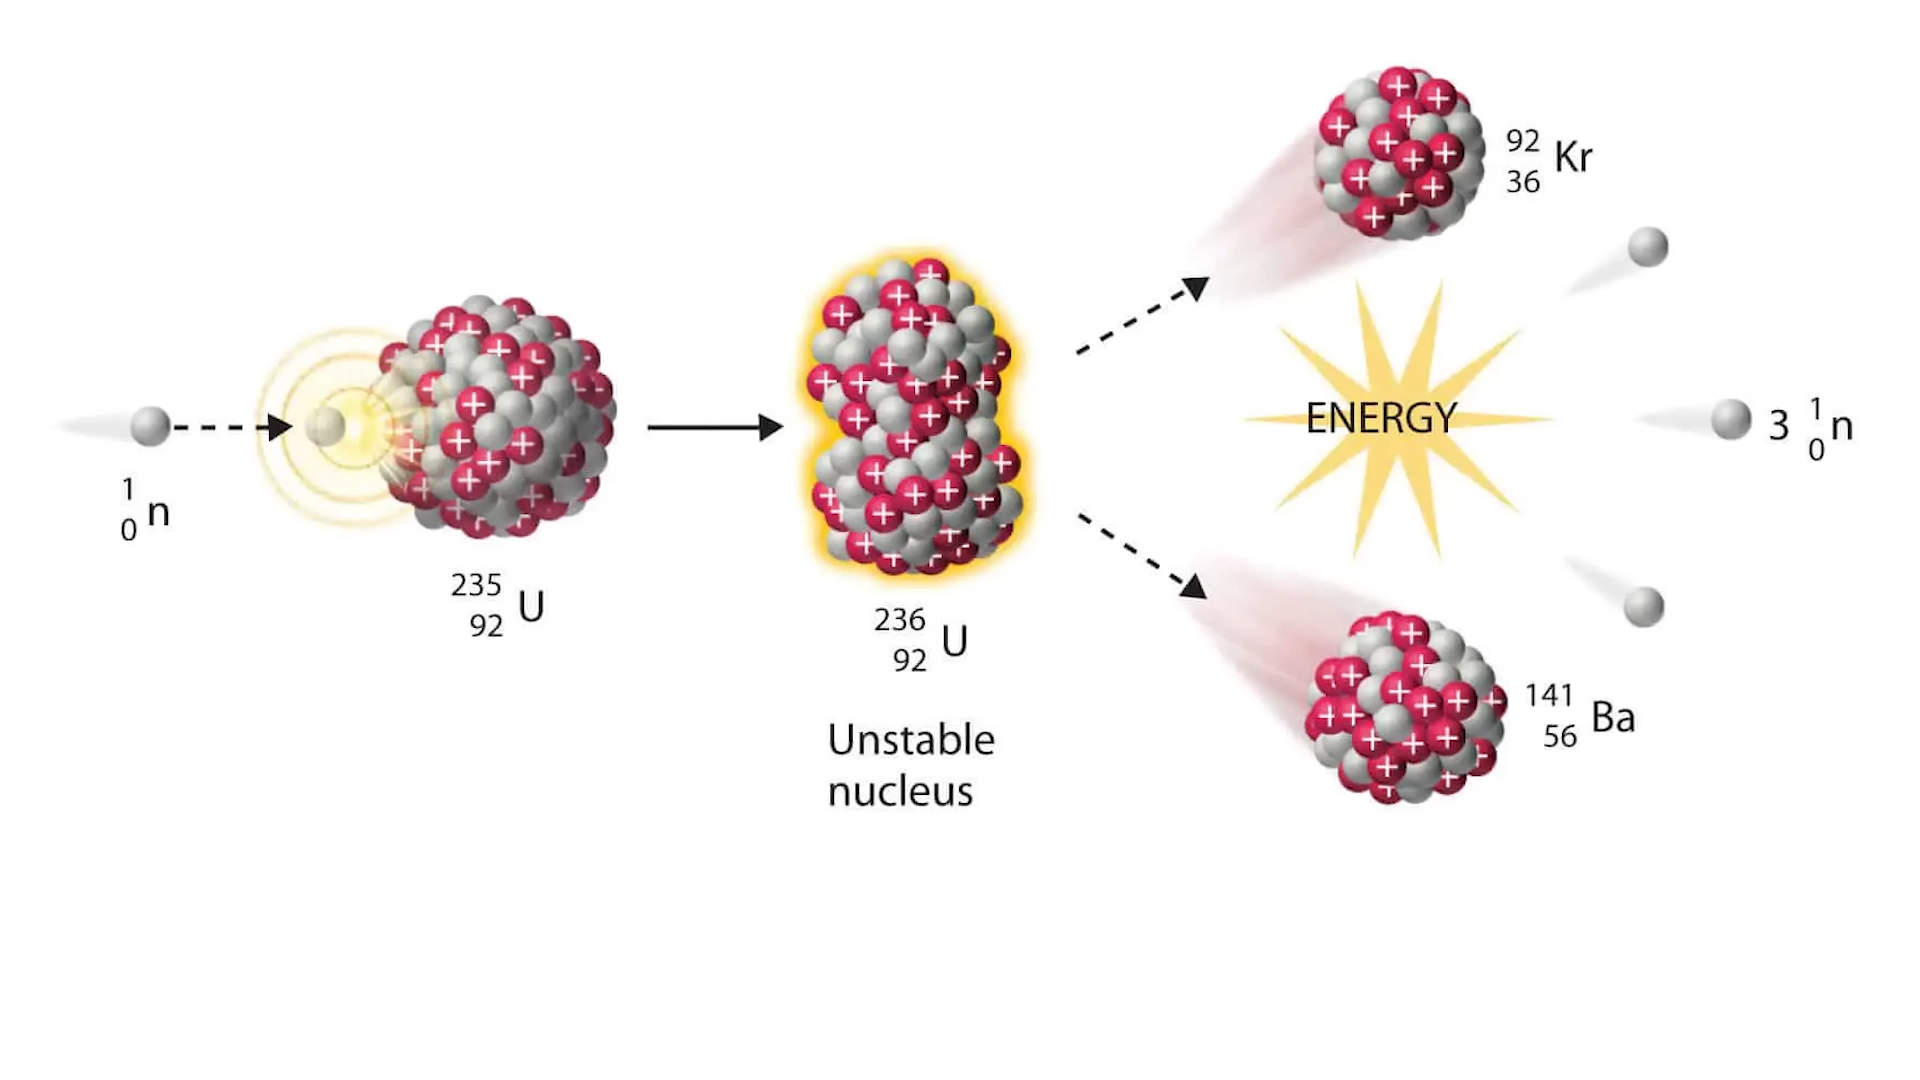 1
0 n
235
92 U
236
92 U
Unstable
nucleus
92
36 Kr
ENERGY
3 1
0 n
141
56 Ba